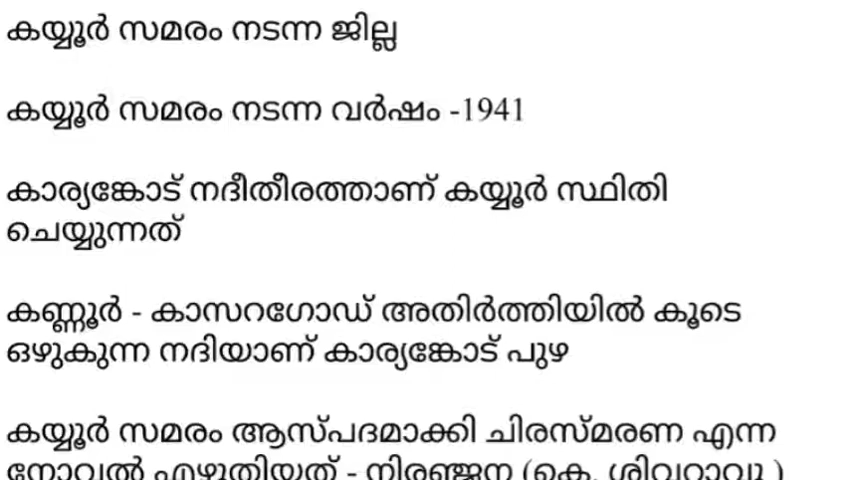 കയ്യൂർ സമരം നടന്ന ജില്ല
കയ്യൂർ സമരം നടന്ന വർഷം -1941
കാര്യങ്കോട് നദീതീരത്താണ് കയ്യൂർ സ്ഥിതി
ചെയ്യുന്നത്
കണ്ണൂർ - കാസറഗോഡ് അതിർത്തിയിൽ കൂടെ
ഒഴുകുന്ന നദിയാണ് കാര്യങ്കോട് പുഴ
കയ്യൂർ സമരം ആസ്പദമാക്കി ചിരസ്മരണ എന്ന
നോവൽ എഴുതിയത് - നിരഞ്ജന (കെ. ശിവറാവു )